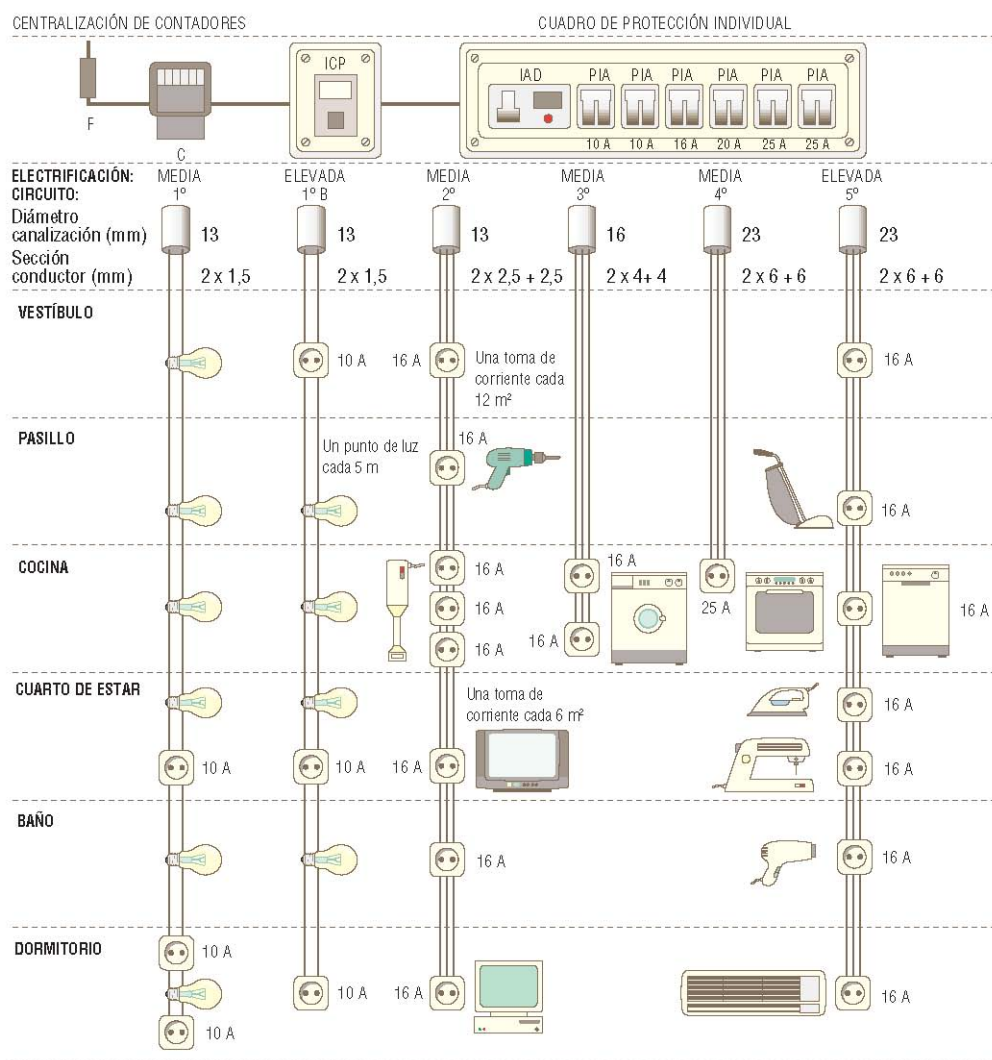 CENTRALIZACIÓN DE CONTADORES
CUADRO DE PROTECCIÓN INDIVIDUAL
F
C
ICP
IAD PIA PIA PIA PIA PIA PIA
10 A 10 A 16 A 20 A 25 A 25 A
ELECTRIFICACIÓN: MEDIA ELEVADA MEDIA MEDIA MEDIA ELEVADA
CIRCUITO: 1º 1º B 2º 3º 4º 5º
Diámetro
canalización (mm) 13 13 13 16 23 23
Sección
conductor (mm) 2 x 1,5 2 x 1,5 2 x 2,5 + 2,5 2 x 4+ 4 2 x 6 + 6 2 x 6 + 6
VESTÍBULO
10 A 16 A 16 A
Una toma de
corriente cada
12 m²
PASILLO
Un punto de luz
cada 5 m
16 A
16 A
COCINA
16 A 16 A
16 A 25 A 16 A
16 A 16 A
CUARTO DE ESTAR
Una toma de
corriente cada 6 m²
16 A
10 A 10 A 16 A 16 A
BAÑO
16 A 16 A
DORMITORIO
10 A
10 A 16 A 16 A
10 A